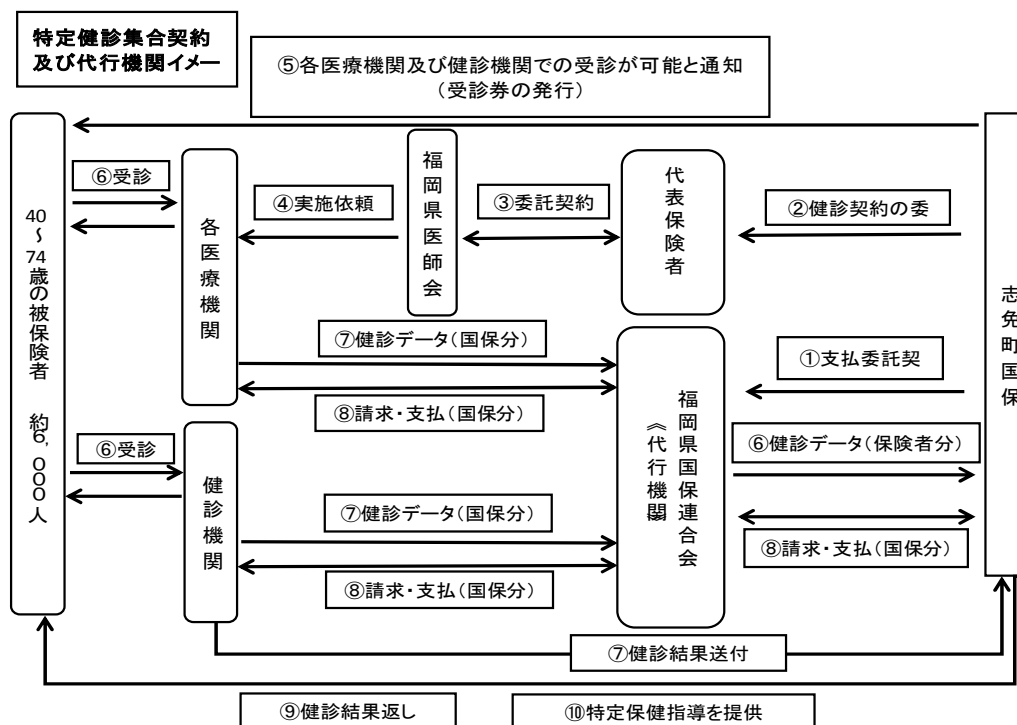 特定健診集合契約
及び代行機関イメー
⑤各医療機関及び健診機関での受診が可能と通知
（受診券の発行）
40～74歳の被保険者　約6,000人
⑥受診
各医療機関
④実施依頼
福岡県医師会
③委託契約
代表保険者
②健診契約の委
志免町国保
⑦健診データ（国保分）
⑧請求・支払（国保分）
①支払委託契
福岡県国保連合会
《代行機関》
⑥健診データ（保険者分）
⑧請求・支払（国保分）
⑥受診
健診機関
⑦健診データ（国保分）
⑧請求・支払（国保分）
⑦健診結果送付
⑨健診結果返し
⑩特定保健指導を提供